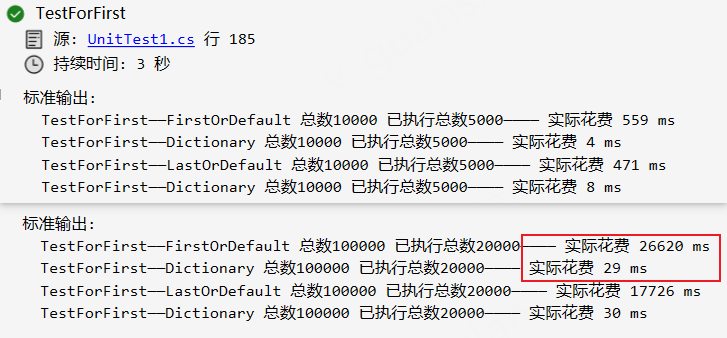 TestForFirst
源: UnitTest1.cs 行 185
持续时间: 3 秒
标准输出:
TestForFirst——FirstOrDefault 总数10000 已执行总数5000———— 实际花费 559 ms
TestForFirst——Dictionary 总数10000 已执行总数5000———— 实际花费 4 ms
TestForFirst——LastOrDefault 总数10000 已执行总数5000———— 实际花费 471 ms
TestForFirst——Dictionary 总数10000 已执行总数5000———— 实际花费 8 ms
标准输出:
TestForFirst——FirstOrDefault 总数100000 已执行总数20000———— 实际花费 26620 ms
TestForFirst——Dictionary 总数100000 已执行总数20000———— 实际花费 29 ms
TestForFirst——LastOrDefault 总数100000 已执行总数20000———— 实际花费 17726 ms
TestForFirst——Dictionary 总数100000 已执行总数20000———— 实际花费 30 ms